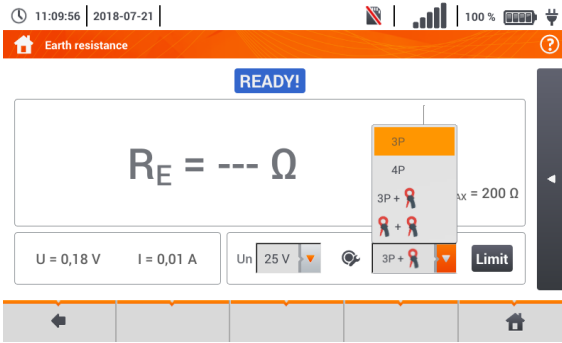 11:09:56 2018-07-21 100 %
Earth resistance ?
READY!
3P
4P
3P +
+
RE = --- Ω
= 200 Ω
U = 0,18 V I = 0,01 A Un 25 V 3P + Limit